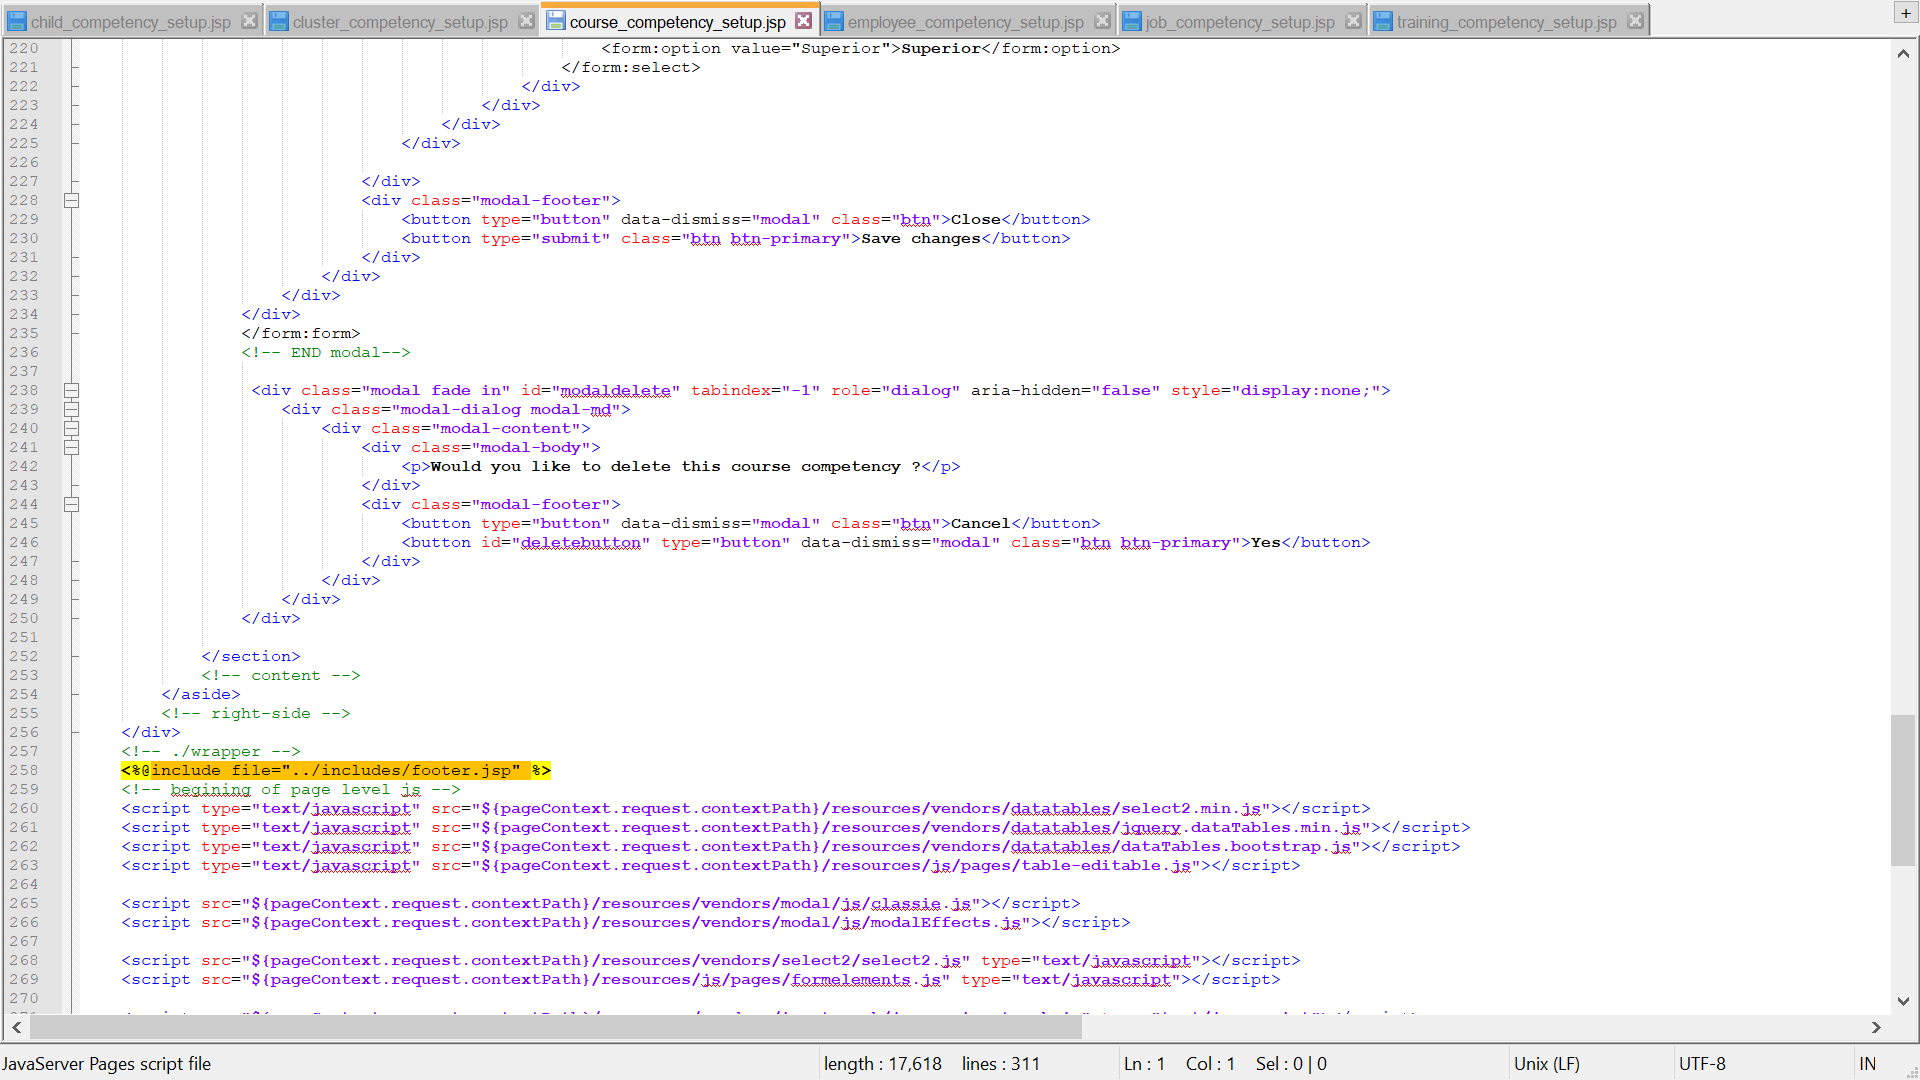 child_competency_setup.jsp cluster_competency_setup.jsp course_competency_setup.jsp employee_competency_setup.jsp job_competency_setup.jsp training_competency_setup.jsp +
220 <form:option value="Superior">Superior</form:option>
221 </form:select>
222 </div>
223 </div>
224 </div>
225 </div>
226
227 </div>
228 <div class="modal-footer">
229 <button type="button" data-dismiss="modal" class="btn">Close</button>
230 <button type="submit" class="btn btn-primary">Save changes</button>
231 </div>
232 </div>
233 </div>
234 </div>
235 </form:form>
236 <!-- END modal-->
237
238 <div class="modal fade in" id="modaldelete" tabindex="-1" role="dialog" aria-hidden="false" style="display:none;">
239 <div class="modal-dialog modal-md">
240 <div class="modal-content">
241 <div class="modal-body">
242 <p>Would you like to delete this course competency ?</p>
243 </div>
244 <div class="modal-footer">
245 <button type="button" data-dismiss="modal" class="btn">Cancel</button>
246 <button id="deletebutton" type="button" data-dismiss="modal" class="btn btn-primary">Yes</button>
247 </div>
248 </div>
249 </div>
250 </div>
251
252 </section>
253 <!-- content -->
254 </aside>
255 <!-- right-side -->
256 </div>
257 <!-- ./wrapper -->
258 <%@include file="../includes/footer.jsp" %>
259 <!-- begining of page level js -->
260 <script type="text/javascript" src="${pageContext.request.contextPath}/resources/vendors/datatables/select2.min.js"></script>
261 <script type="text/javascript" src="${pageContext.request.contextPath}/resources/vendors/datatables/jquery.dataTables.min.js"></script>
262 <script type="text/javascript" src="${pageContext.request.contextPath}/resources/vendors/datatables/dataTables.bootstrap.js"></script>
263 <script type="text/javascript" src="${pageContext.request.contextPath}/resources/js/pages/table-editable.js"></script>
264
265 <script src="${pageContext.request.contextPath}/resources/vendors/modal/js/classie.js"></script>
266 <script src="${pageContext.request.contextPath}/resources/vendors/modal/js/modalEffects.js"></script>
267
268 <script src="${pageContext.request.contextPath}/resources/vendors/select2/select2.js" type="text/javascript"></script>
269 <script src="${pageContext.request.contextPath}/resources/js/pages/formelements.js" type="text/javascript"></script>
270
JavaServer Pages script file length : 17,618 lines : 311 Ln : 1 Col : 1 Sel : 0 | 0 Unix (LF) UTF-8 IN